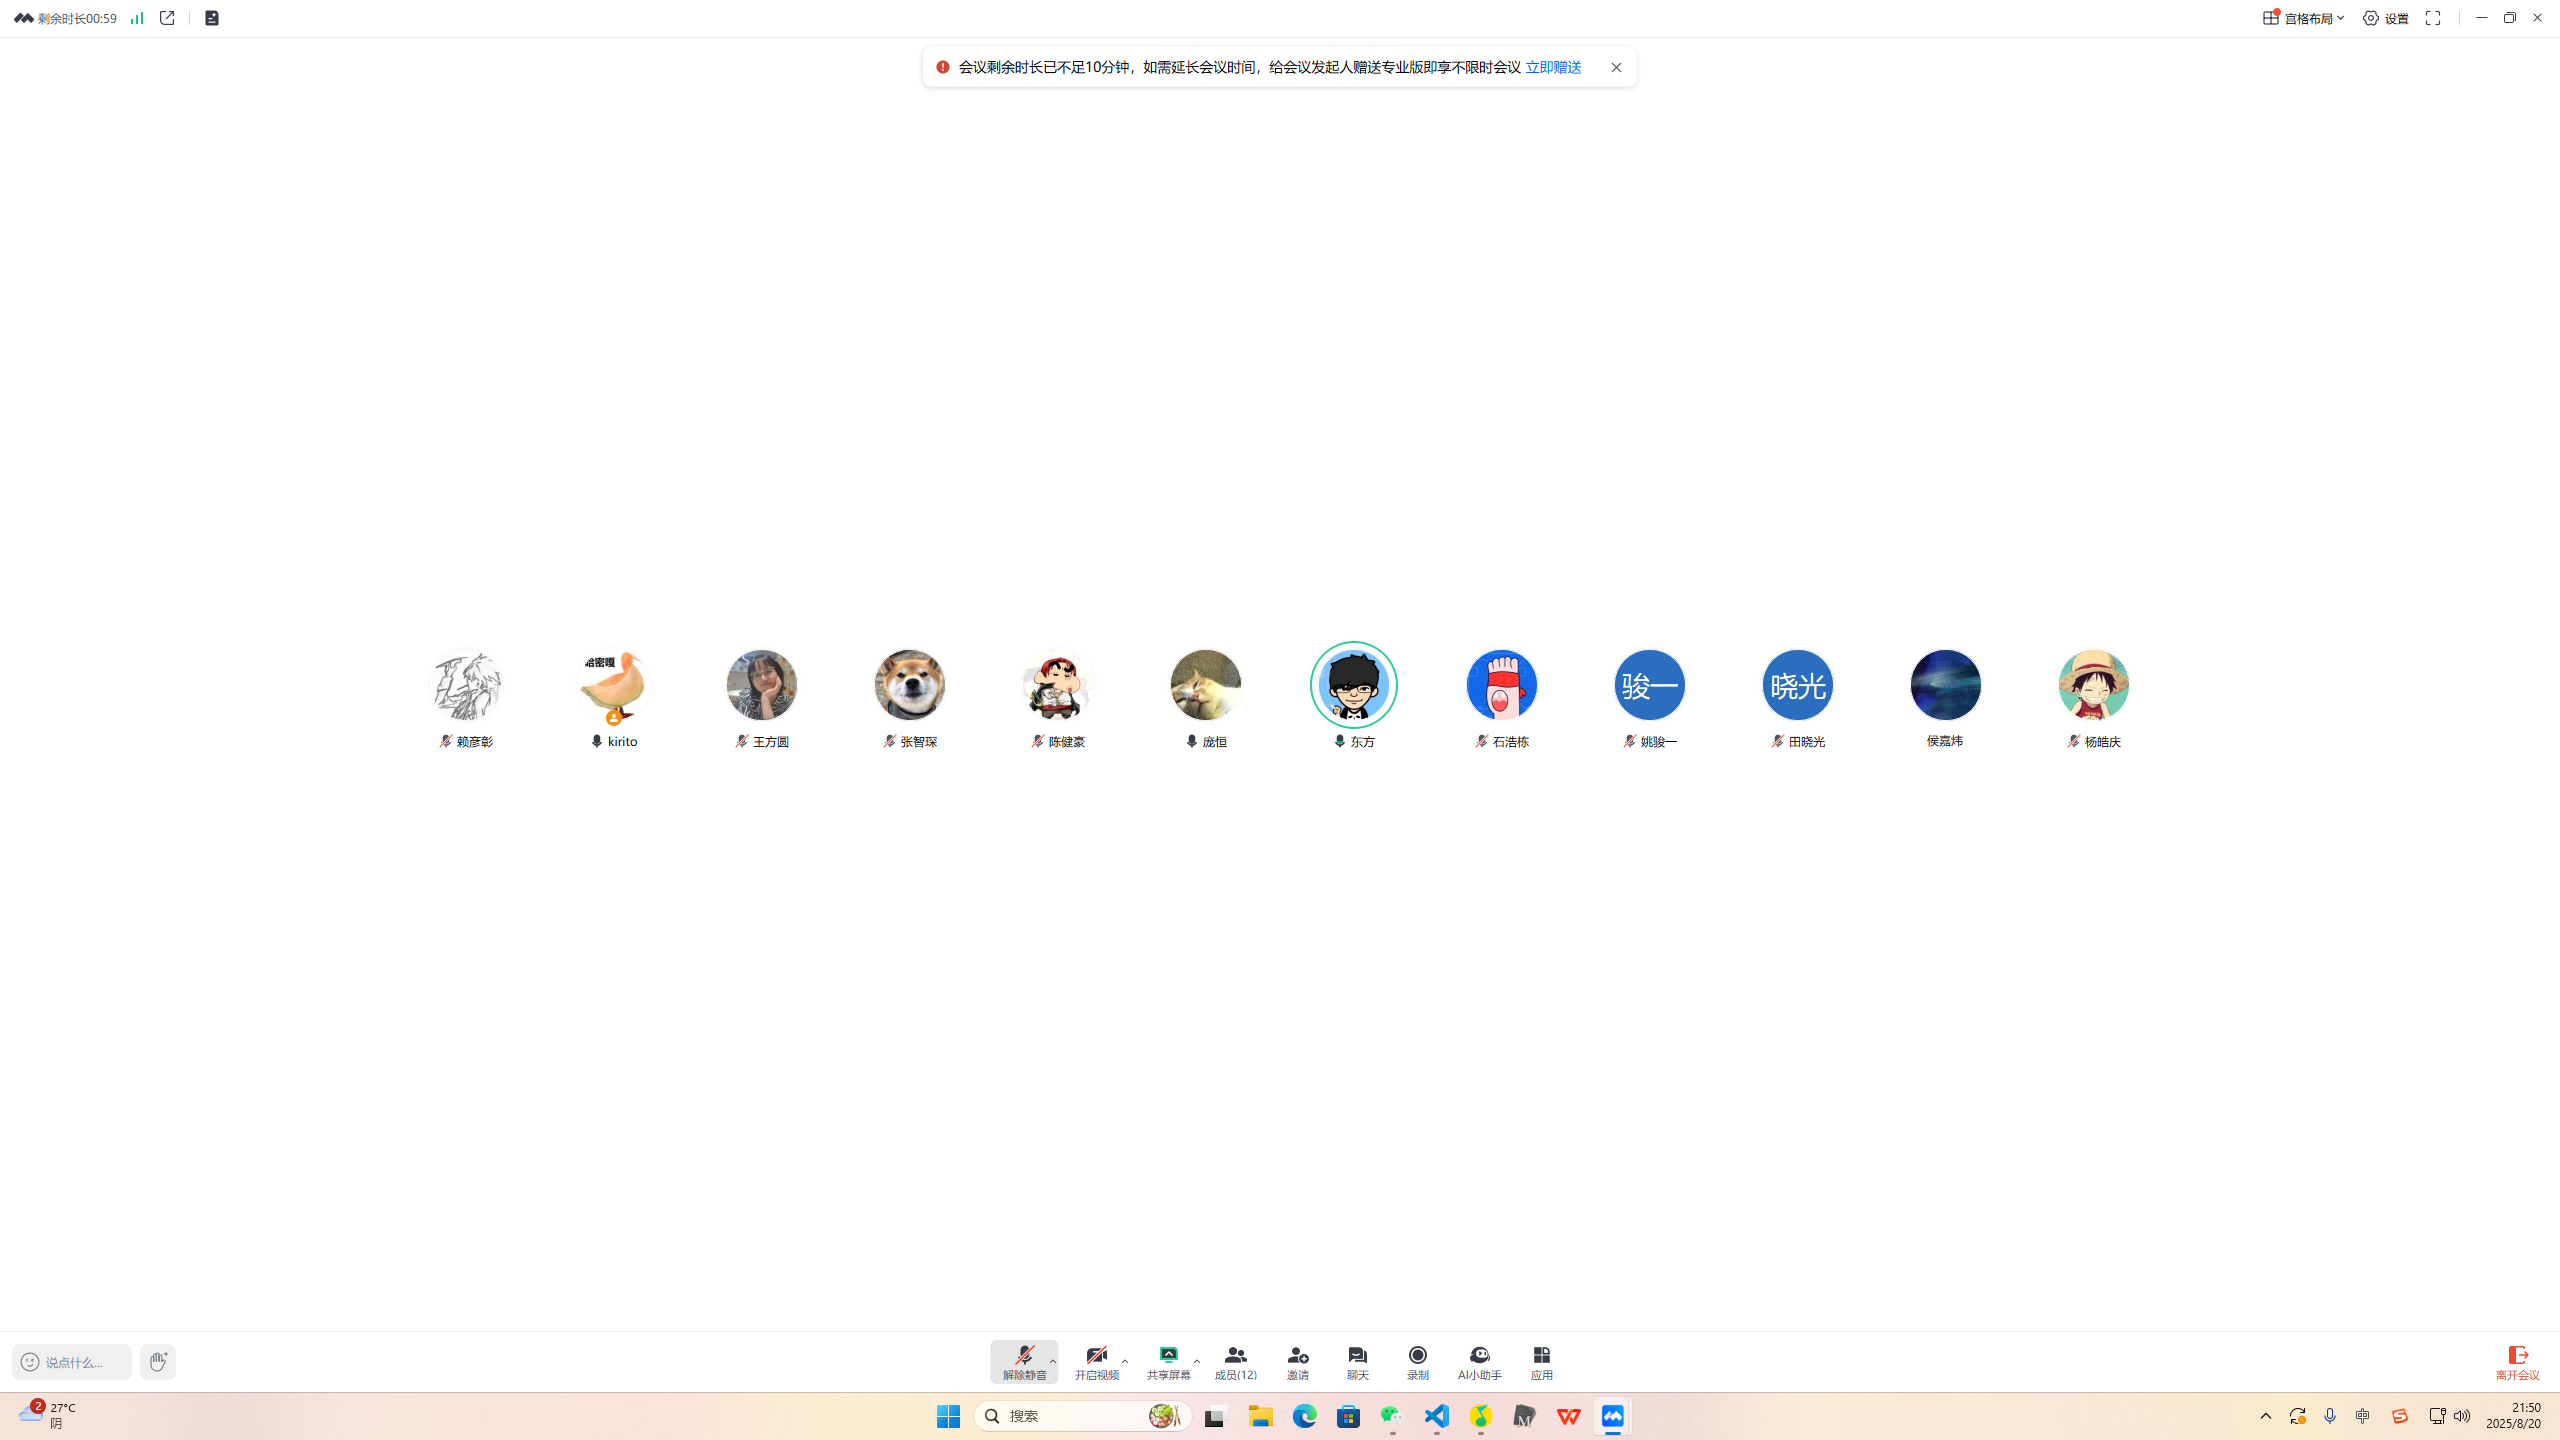 剩余时长00:59
宫格布局
设置
会议剩余时长已不足10分钟，如需延长会议时间，给会议发起人赠送专业版即享不限时会议 立即赠送
哈密嘎
骏一
晓光
赖彦彰
kirito
王方圆
张智琛
陈健豪
庞恒
东方
石浩栋
姚骏一
田晓光
侯嘉炜
杨皓庆
说点什么...
解除静音
开启视频
共享屏幕
成员(12)
邀请
聊天
录制
AI小助手
应用
离开会议
2
27°C
阴
搜索
中
21:50
2025/8/20